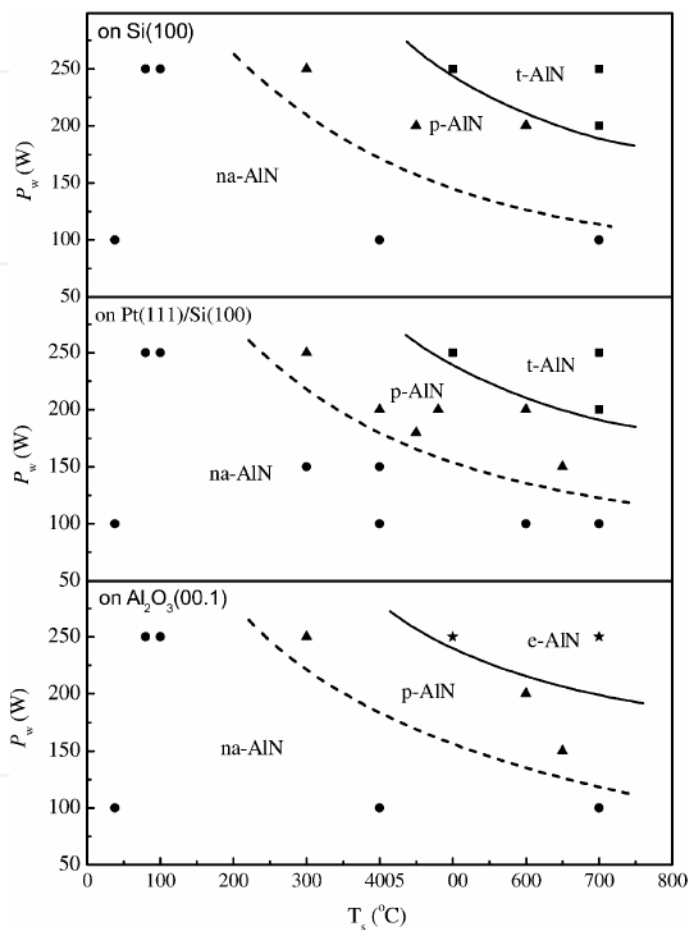 on Si(100)
250
t-AlN
200
p-AlN
na-AlN
150
100
50
P_w (W)
on Pt(111)/Si(100)
250
t-AlN
p-AlN
200
na-AlN
150
100
50
P_w (W)
on Al₂O₃(00.1)
250
e-AlN
200
p-AlN
na-AlN
150
100
50
P_w (W)
0 100 200 300 4005 00 600 700 800
T_s (°C)